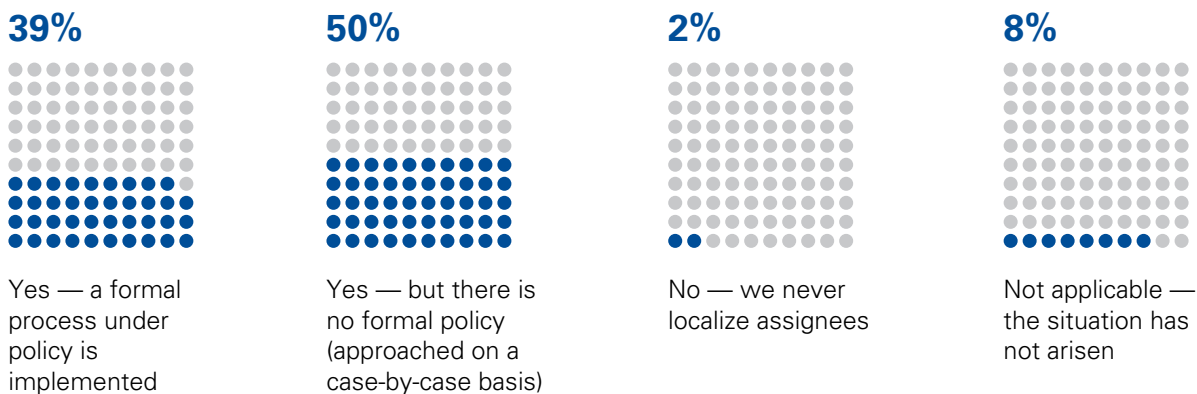 39%
Yes — a formal
process under
policy is
implemented
50%
Yes — but there is
no formal policy
(approached on a
case-by-case basis)
2%
No — we never
localize assignees
8%
Not applicable —
the situation has
not arisen